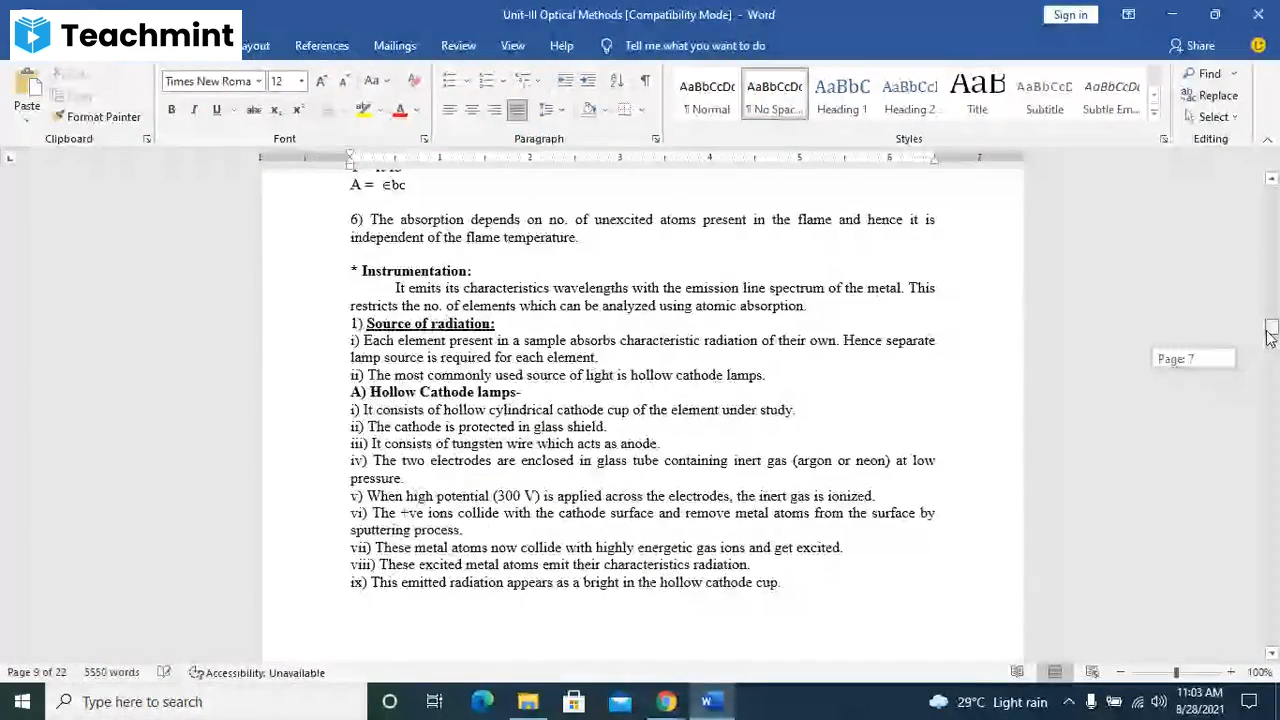 Unit-III Optical Methods [Compatibility Mode] - Word
Sign in
Teachmint
ayout References Mailings Review View Help Tell me what you want to do Share
Times New Roma 12 Aa
Paste
Format Painter
Clipboard
B I U abc A
Font
Paragraph
AaBbCcDc AaBbCcDc AaBbC AaBbCcl AaB AaBbCcD AaBbCcDc
¶ Normal ¶ No Spac... Heading 1 Heading 2 Title Subtitle Subtle Em...
Styles
Find
Replace
Select
Editing
1 1 2 3 4 5 6 7
A = ∈bc
6) The absorption depends on no. of unexcited atoms present in the flame and hence it is
independent of the flame temperature.
* Instrumentation:
It emits its characteristics wavelengths with the emission line spectrum of the metal. This
restricts the no. of elements which can be analyzed using atomic absorption.
1) Source of radiation:
i) Each element present in a sample absorbs characteristic radiation of their own. Hence separate
lamp source is required for each element.
ii) The most commonly used source of light is hollow cathode lamps.
A) Hollow Cathode lamps-
i) It consists of hollow cylindrical cathode cup of the element under study.
ii) The cathode is protected in glass shield.
iii) It consists of tungsten wire which acts as anode.
iv) The two electrodes are enclosed in glass tube containing inert gas (argon or neon) at low
pressure.
v) When high potential (300 V) is applied across the electrodes, the inert gas is ionized.
vi) The +ve ions collide with the cathode surface and remove metal atoms from the surface by
sputtering process.
vii) These metal atoms now collide with highly energetic gas ions and get excited.
viii) These excited metal atoms emit their characteristics radiation.
ix) This emitted radiation appears as a bright in the hollow cathode cup.
Page: 7
Page 9 of 22 5550 words Accessibility: Unavailable 100%
Type here to search
29°C Light rain
11:03 AM
8/28/2021